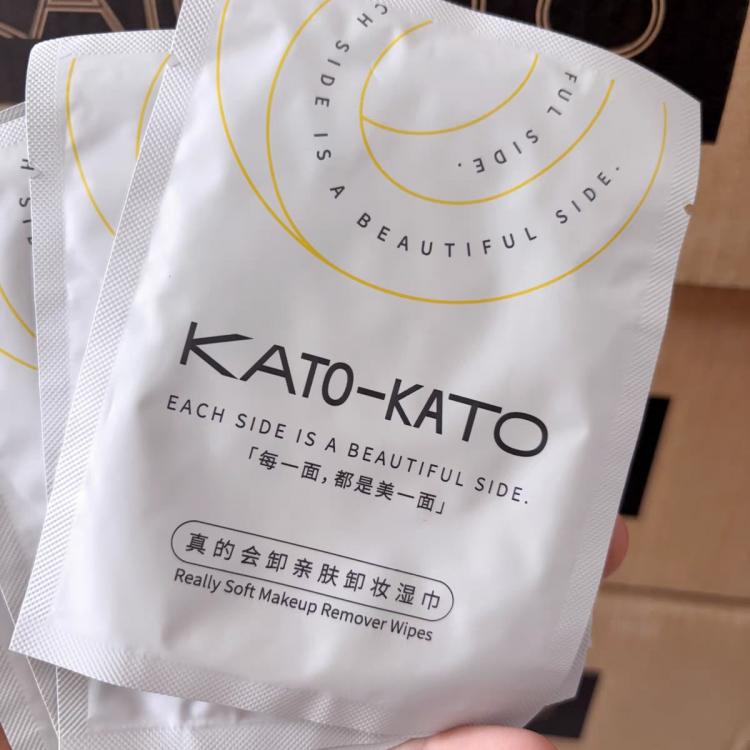 CH SIDE IS A BEAUTIFUL SIDE.
FUL SIDE.
KATO-KATO
EACH SIDE IS A BEAUTIFUL SIDE.
「每一面,都是美一面」
真的会卸亲肤卸妆湿巾
Really Soft Makeup Remover Wipes